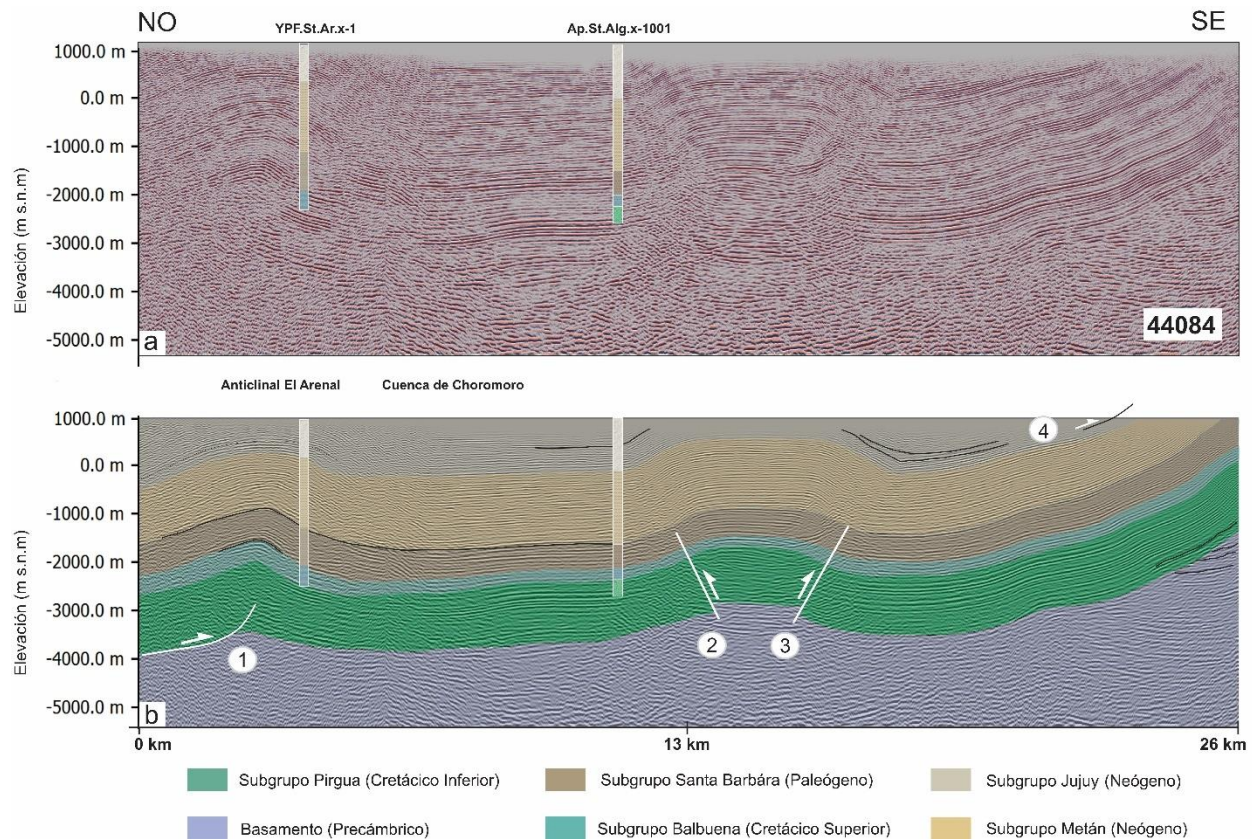 NO
YPF.St.Ar.x-1
Ap.St.Alg.x-1001
SE
Elevación (m s.n.m)
1000.0 m
0.0 m
-1000.0 m
-2000.0 m
-3000.0 m
-4000.0 m
-5000.0 m
a
44084
Anticlinal El Arenal
Cuenca de Choromoro
Elevación (m s.n.m)
1000.0 m
0.0 m
-1000.0 m
-2000.0 m
-3000.0 m
-4000.0 m
-5000.0 m
b
1
2
3
4
0 km
13 km
26 km
Subgrupo Pirgua (Cretácico Inferior)
Subgrupo Santa Barbára (Paleógeno)
Subgrupo Jujuy (Neógeno)
Basamento (Precámbrico)
Subgrupo Balbuena (Cretácico Superior)
Subgrupo Metán (Neógeno)